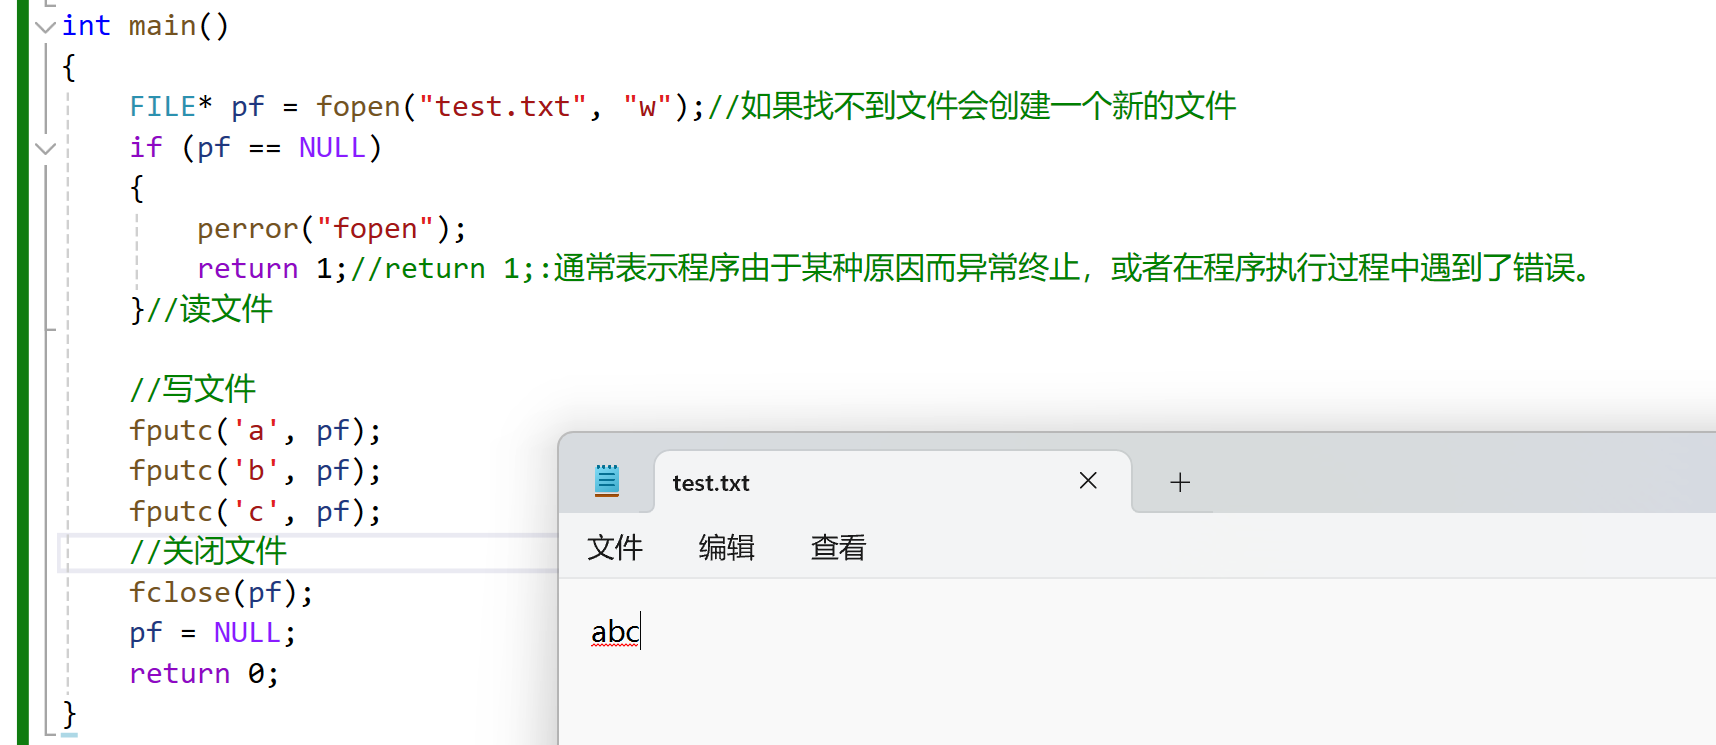 int main()
{
FILE* pf = fopen("test.txt", "w");//如果找不到文件会创建一个新的文件
if (pf == NULL)
{
perror("fopen");
return 1;//return 1;:通常表示程序由于某种原因而异常终止，或者在程序执行过程中遇到了错误。
}//读文件
//写文件
fputc('a', pf);
fputc('b', pf);
fputc('c', pf);
//关闭文件
fclose(pf);
pf = NULL;
return 0;
}
test.txt
文件 编辑 查看
abc